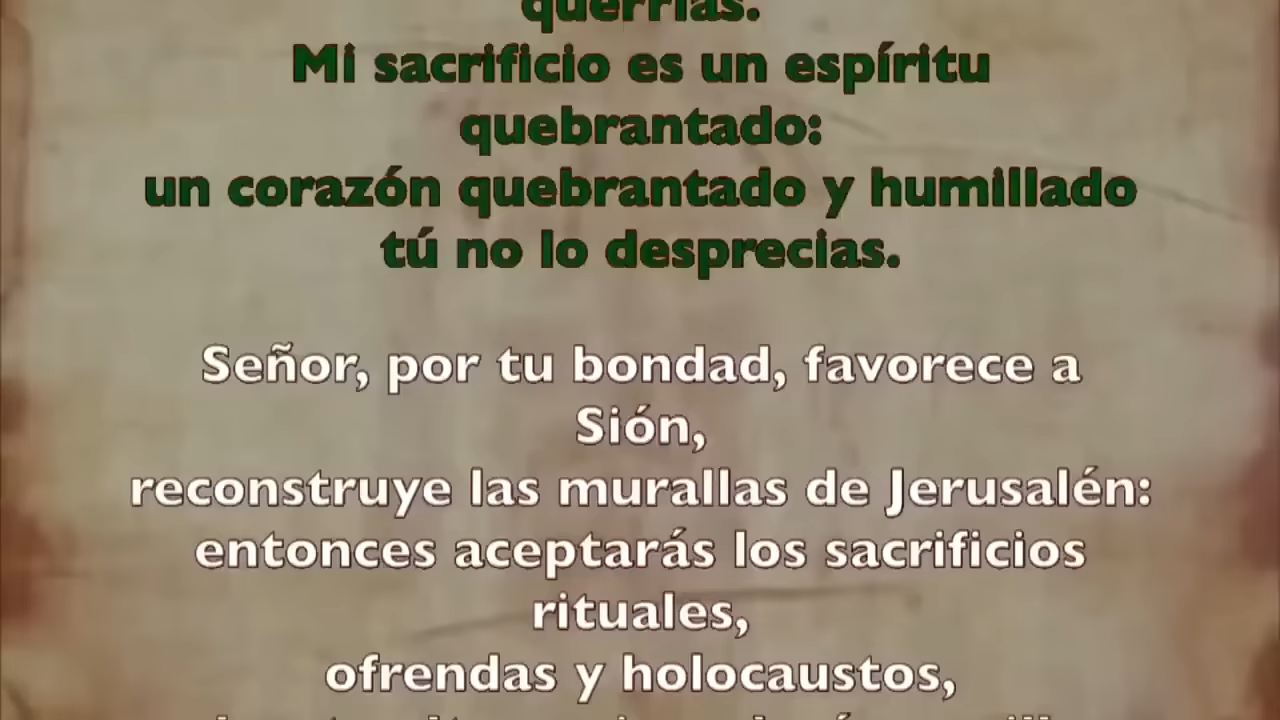 querrías.
Mi sacrificio es un espíritu
quebrantado:
un corazón quebrantado y humillado
tú no lo desprecias.
Señor, por tu bondad, favorece a
Sión,
reconstruye las murallas de Jerusalén:
entonces aceptarás los sacrificios
rituales,
ofrendas y holocaustos,